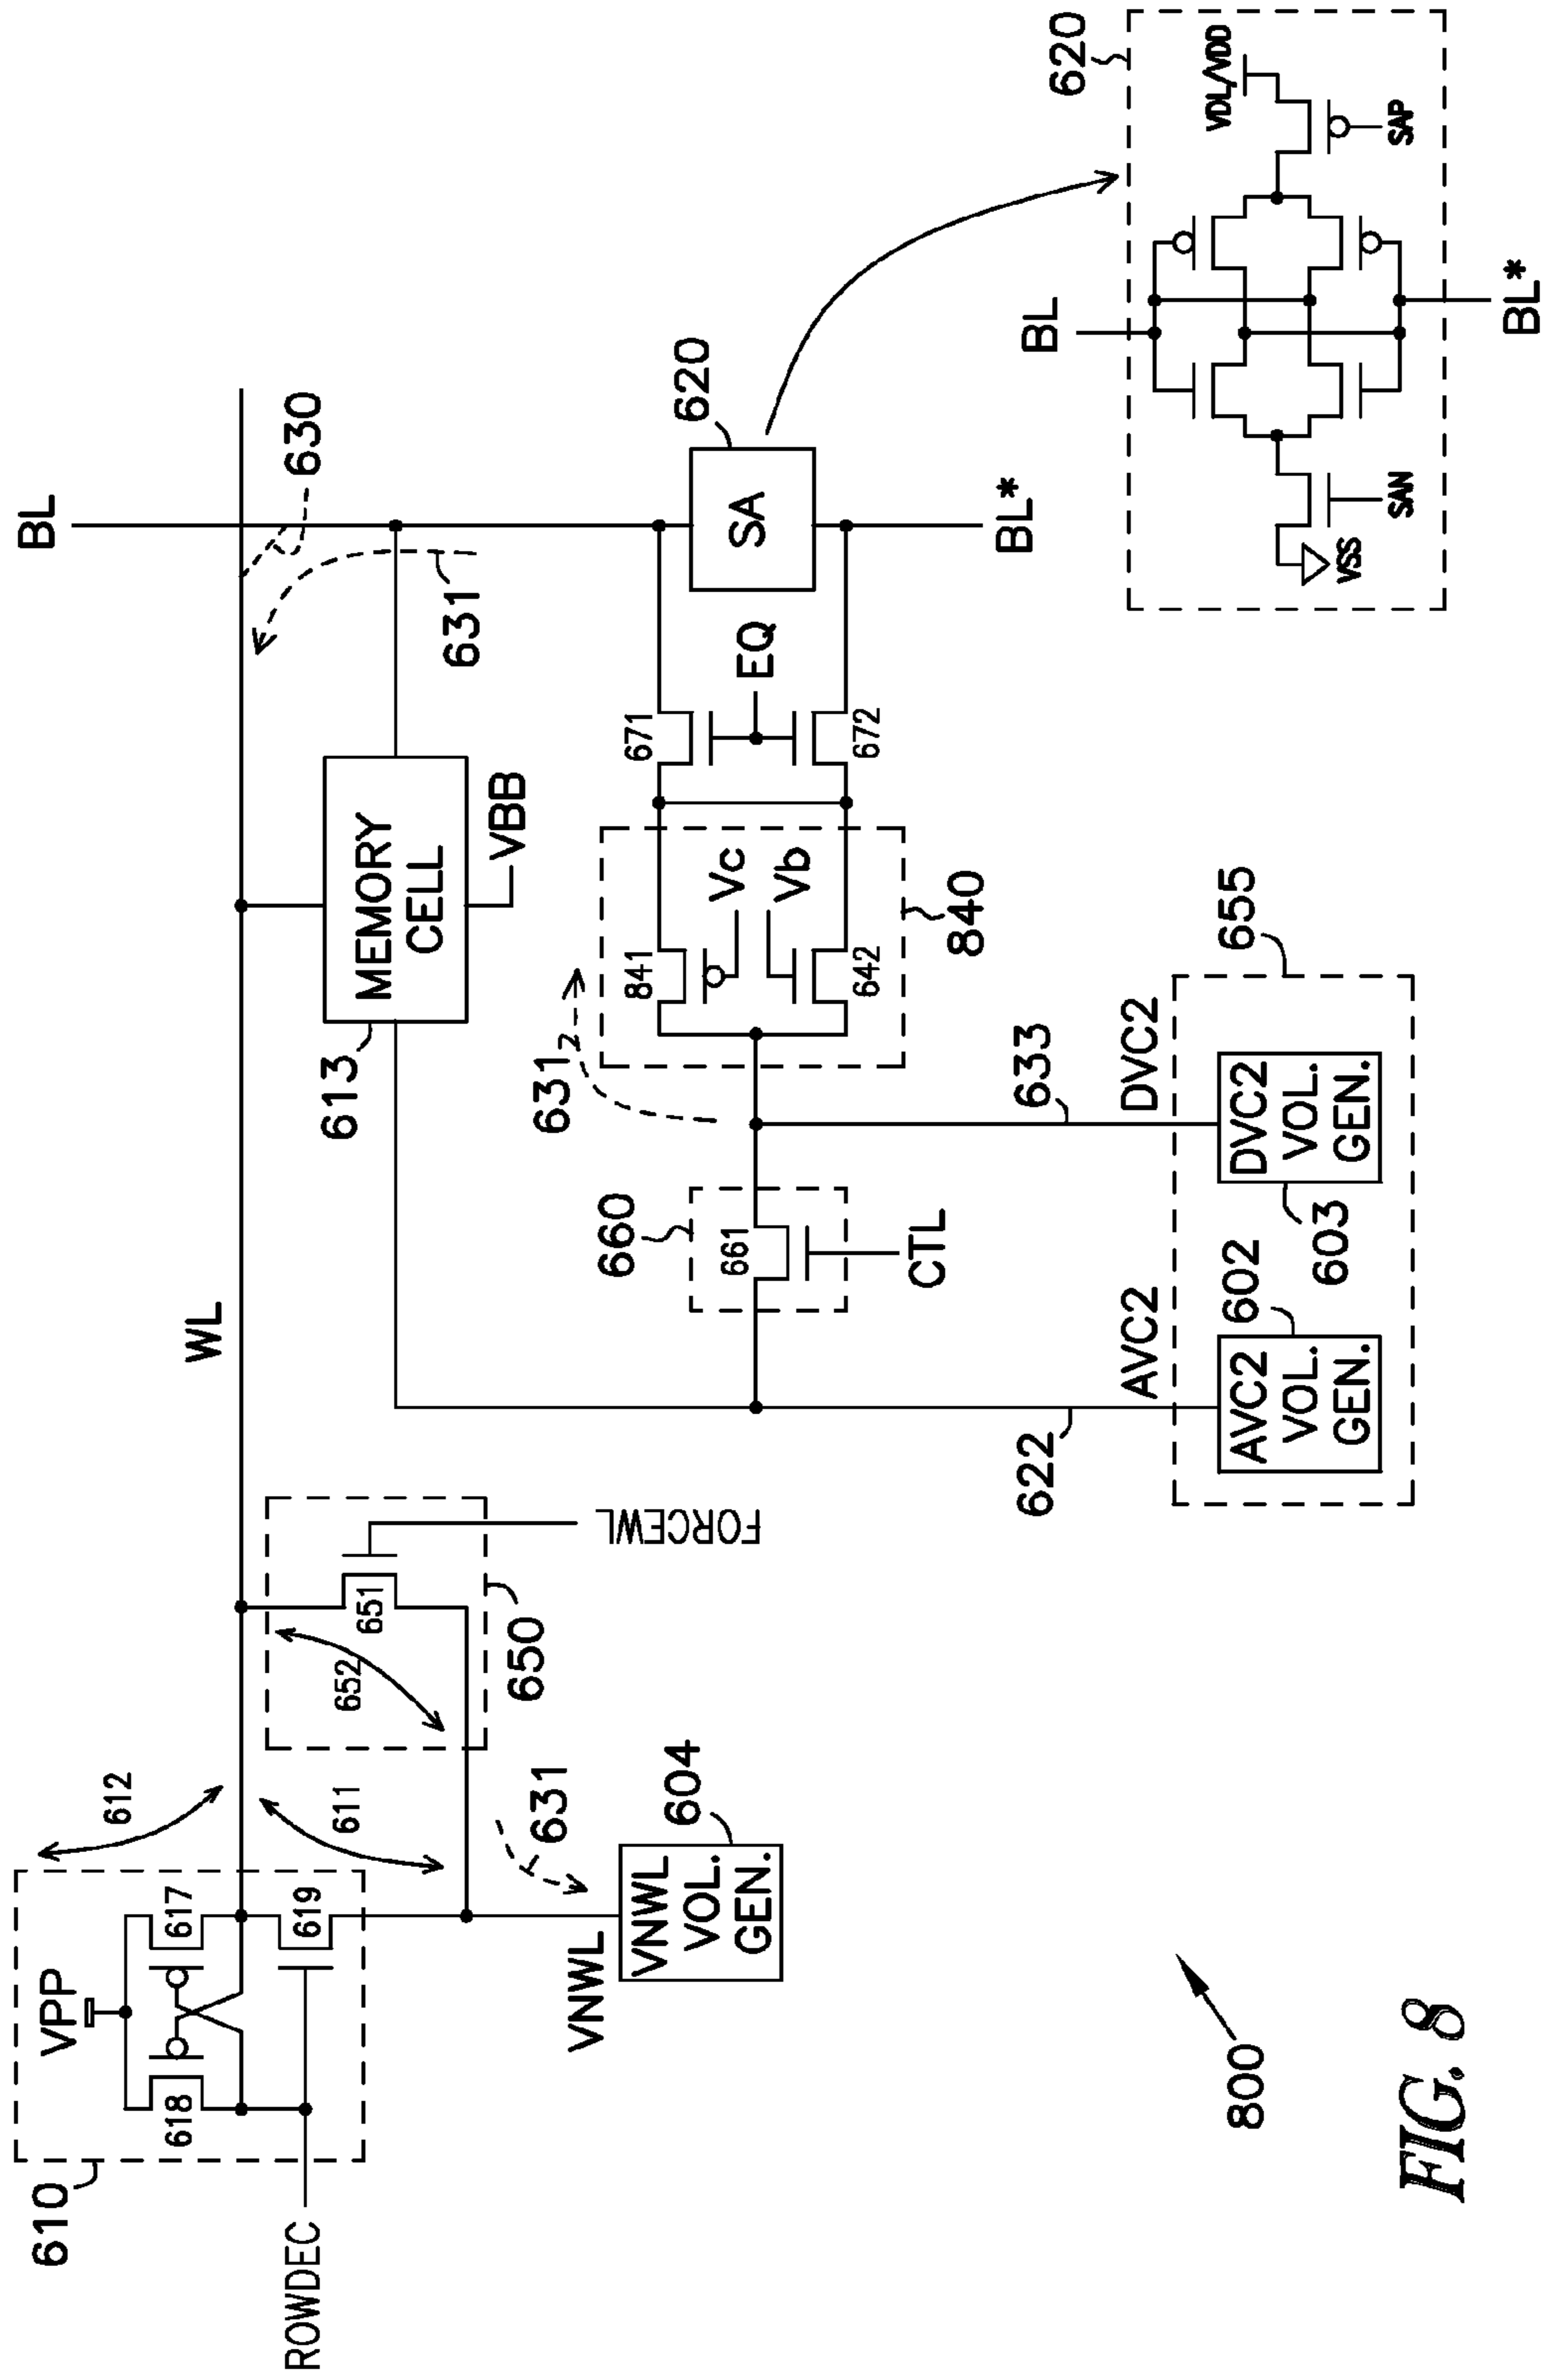 610
VPP
618
617
619
612
611
ROWDEC
WL
BL
630
631
652
651
650
FORCEWL
613
MEMORY
CELL
VBB
VNWL
631
604
VNWL
VOL.
GEN.
622
660
661
CTL
631
841
642
Vc
Vb
840
671
672
EQ
620
SA
BL*
633
AVC2
DVC2
655
602
603
AVC2
VOL.
GEN.
DVC2
VOL.
GEN.
620
BL
VDL/VDD
SAP
SAN
VSS
BL*
800
FIG. 8